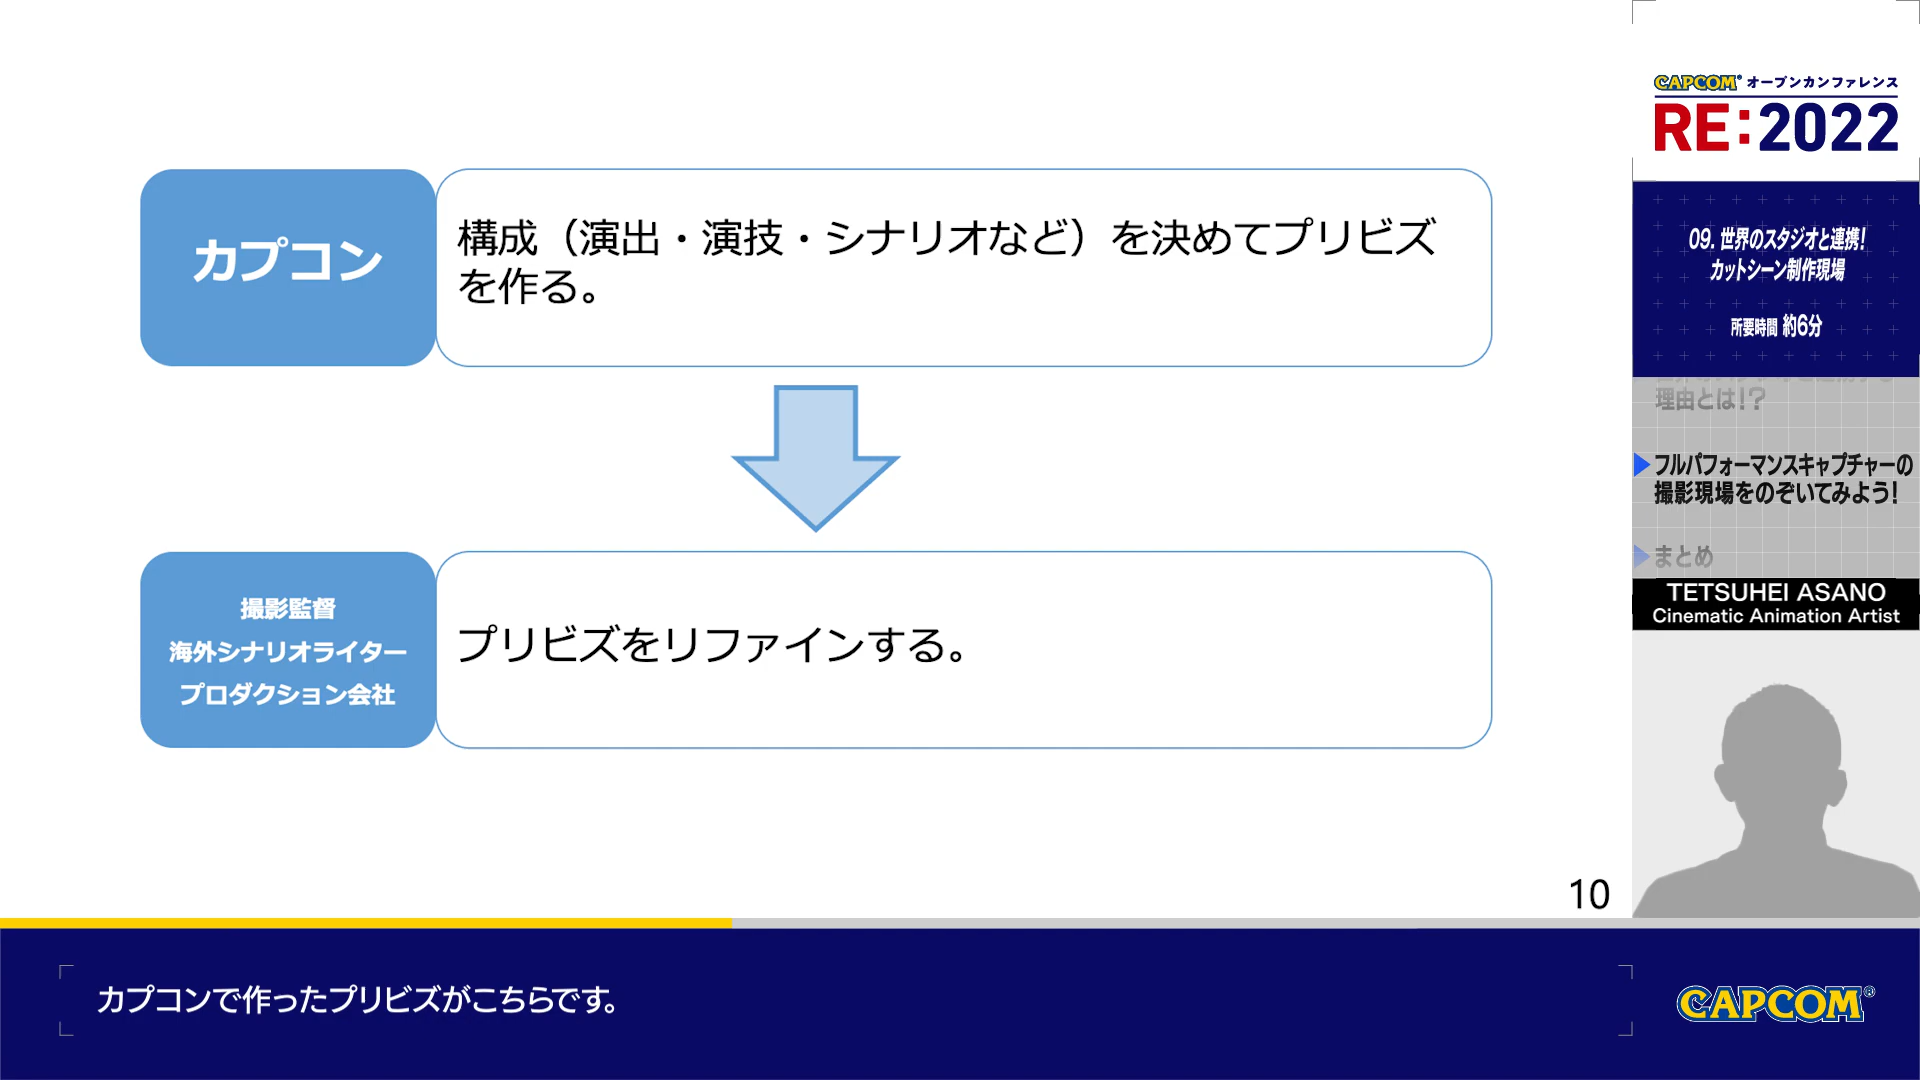 カプコン
構成（演出・演技・シナリオなど）を決めてプリビズ
を作る。
撮影監督
海外シナリオライター
プロダクション会社
プリビズをリファインする。
10
CAPCOM® オープンカンファレンス
RE:2022
09. 世界のスタジオと連携!
カットシーン制作現場
所要時間 約6分
理由とは!?
フルパフォーマンスキャプチャーの
撮影現場をのぞいてみよう!
まとめ
TETSUHEI ASANO
Cinematic Animation Artist
カプコンで作ったプリビズがこちらです。
CAPCOM®